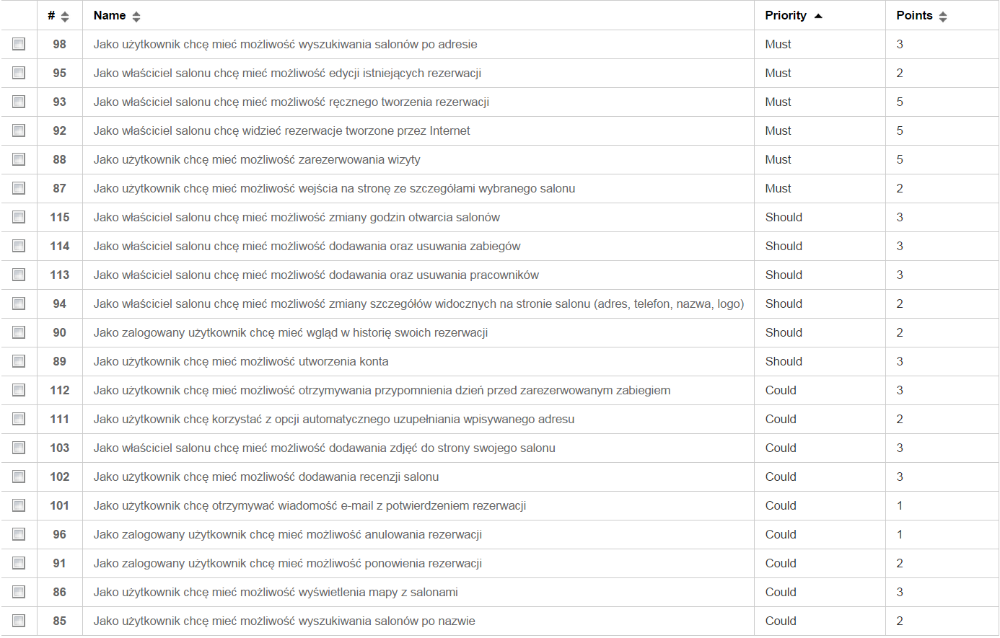 # Name Priority Points
98 Jako użytkownik chcę mieć możliwość wyszukiwania salonów po adresie Must 3
95 Jako właściciel salonu chcę mieć możliwość edycji istniejących rezerwacji Must 2
93 Jako właściciel salonu chcę mieć możliwość ręcznego tworzenia rezerwacji Must 5
92 Jako właściciel salonu chcę widzieć rezerwacje tworzone przez Internet Must 5
88 Jako użytkownik chcę mieć możliwość zarezerwowania wizyty Must 5
87 Jako użytkownik chcę mieć możliwość wejścia na stronę ze szczegółami wybranego salonu Must 2
115 Jako właściciel salonu chcę mieć możliwość zmiany godzin otwarcia salonów Should 3
114 Jako właściciel salonu chcę mieć możliwość dodawania oraz usuwania zabiegów Should 3
113 Jako właściciel salonu chcę mieć możliwość dodawania oraz usuwania pracowników Should 3
94 Jako właściciel salonu chcę mieć możliwość zmiany szczegółów widocznych na stronie salonu (adres, telefon, nazwa, logo) Should 2
90 Jako zalogowany użytkownik chcę mieć wgląd w historię swoich rezerwacji Should 2
89 Jako użytkownik chcę mieć możliwość utworzenia konta Should 3
112 Jako użytkownik chcę mieć możliwość otrzymywania przypomnienia dzień przed zarezerwowanym zabiegiem Could 3
111 Jako użytkownik chcę korzystać z opcji automatycznego uzupełniania wpisywanego adresu Could 2
103 Jako właściciel salonu chcę mieć możliwość dodawania zdjęć do strony swojego salonu Could 3
102 Jako użytkownik chcę mieć możliwość dodawania recenzji salonu Could 3
101 Jako użytkownik chcę otrzymywać wiadomość e-mail z potwierdzeniem rezerwacji Could 1
96 Jako zalogowany użytkownik chcę mieć możliwość anulowania rezerwacji Could 1
91 Jako zalogowany użytkownik chcę mieć możliwość ponowienia rezerwacji Could 2
86 Jako użytkownik chcę mieć możliwość wyświetlenia mapy z salonami Could 3
85 Jako użytkownik chcę mieć możliwość wyszukiwania salonów po nazwie Could 2